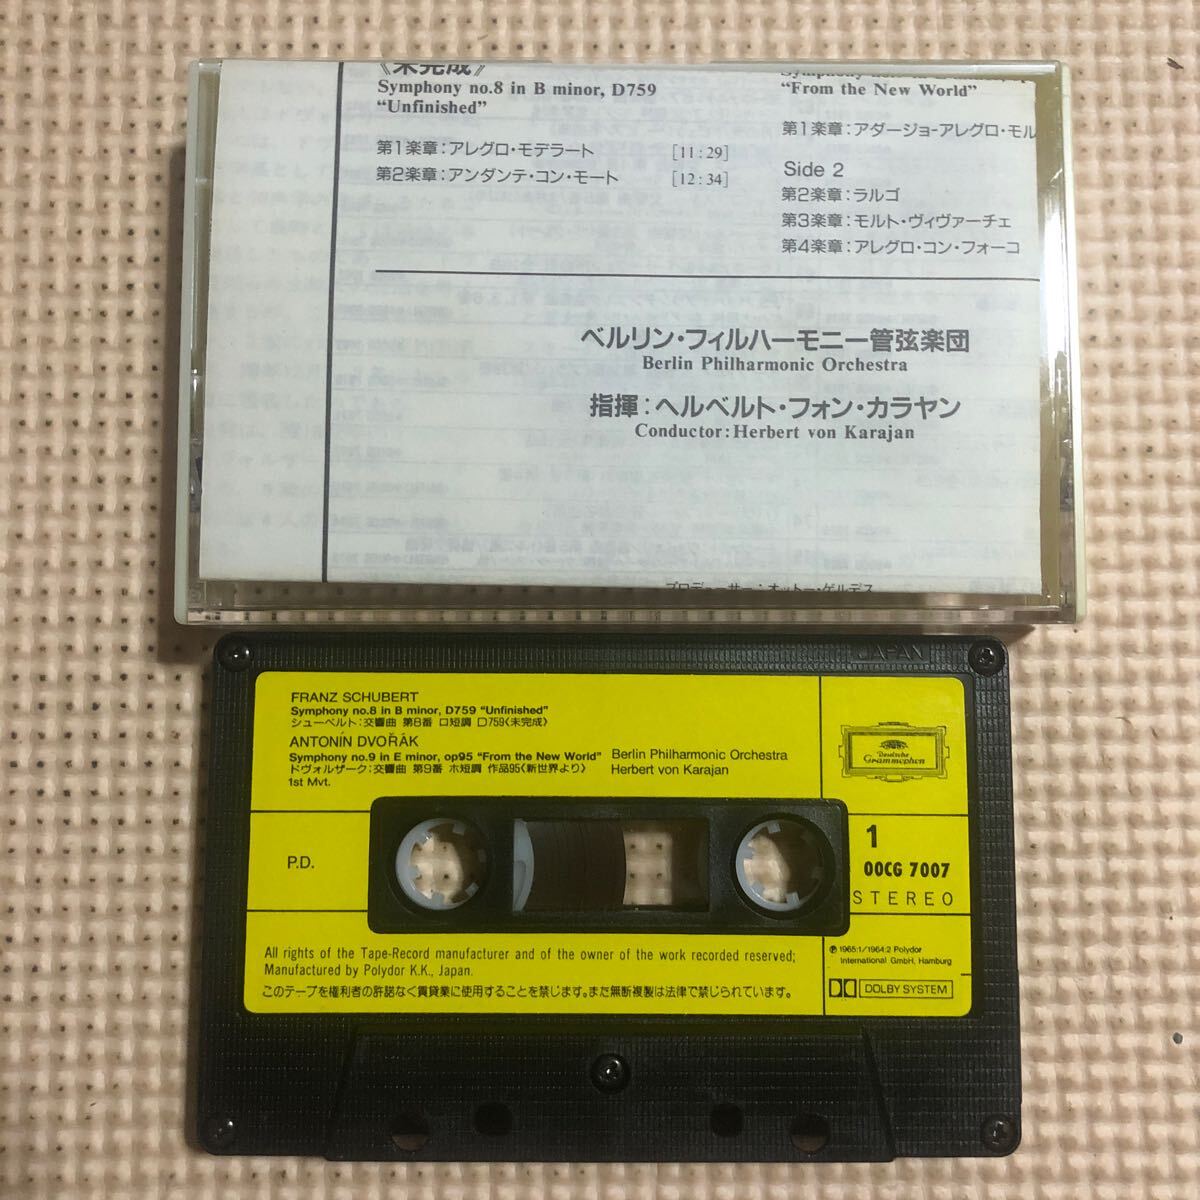 《未完成》
Symphony no.8 in B minor, D759
“Unfinished”
第1楽章：アレグロ・モデラート [11：29]
第2楽章：アンダンテ・コン・モート [12：34]
“From the New World”
第1楽章：アダージョ-アレグロ・モル
Side 2
第2楽章：ラルゴ
第3楽章：モルト・ヴィヴァーチェ
第4楽章：アレグロ・コン・フォーコ
ベルリン・フィルハーモニー管弦楽団
Berlin Philharmonic Orchestra
指揮：ヘルベルト・フォン・カラヤン
Conductor：Herbert von Karajan
プロデューサー：オットー・ゲルデス
JAPAN
FRANZ SCHUBERT
Symphony no.8 in B minor, D759 “Unfinished”
シューベルト：交響曲 第8番 ロ短調 D759〈未完成〉
ANTONÍN DVOŘÁK
Symphony no.9 in E minor, op95 “From the New World”
ドヴォルザーク：交響曲 第9番 ホ短調 作品95〈新世界より〉
1st Mvt.
Berlin Philharmonic Orchestra
Herbert von Karajan
Deutsche
Grammophon
P.D.
1
00CG 7007
STEREO
All rights of the Tape-Record manufacturer and of the owner of the work recorded reserved;
Manufactured by Polydor K.K., Japan.
このテープを権利者の許諾なく賃貸業に使用することを禁じます。また無断複製は法律で禁じられています。
℗ 1965:1/1964:2 Polydor
International GmbH, Hamburg
DOLBY SYSTEM